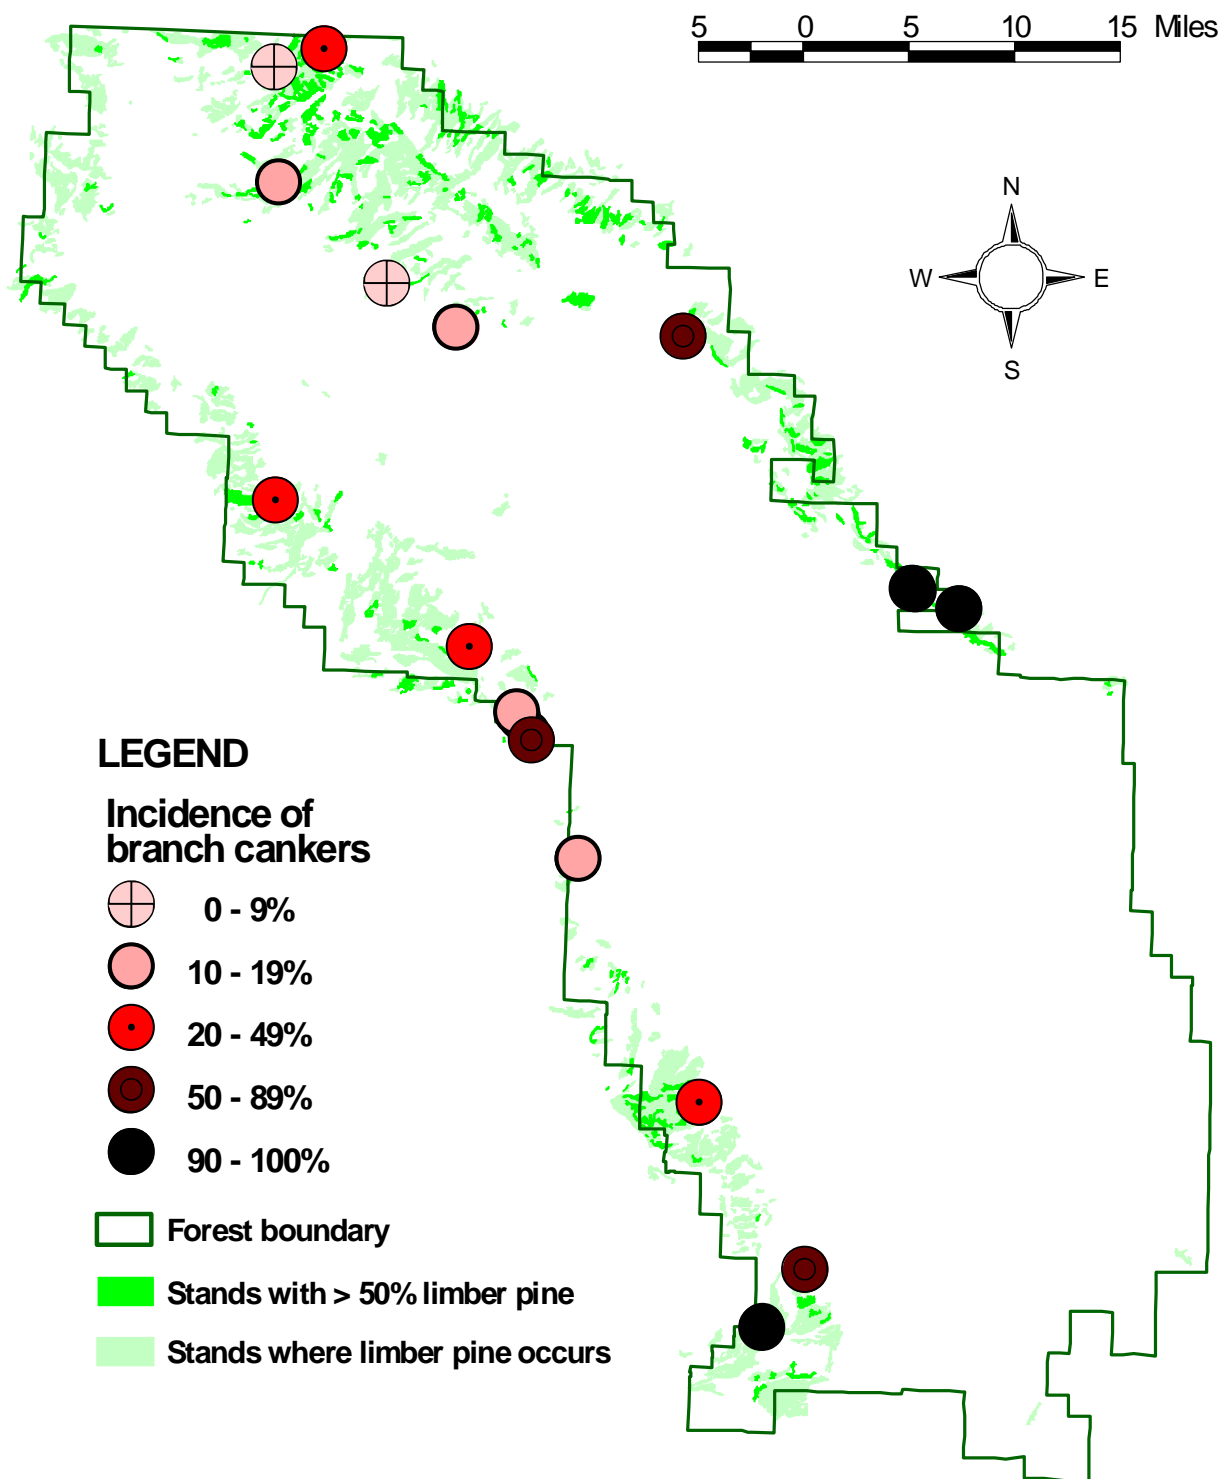 5 0 5 10 15 Miles
N
W E
S
LEGEND
Incidence of
branch cankers
0 - 9%
10 - 19%
20 - 49%
50 - 89%
90 - 100%
Forest boundary
Stands with > 50% limber pine
Stands where limber pine occurs